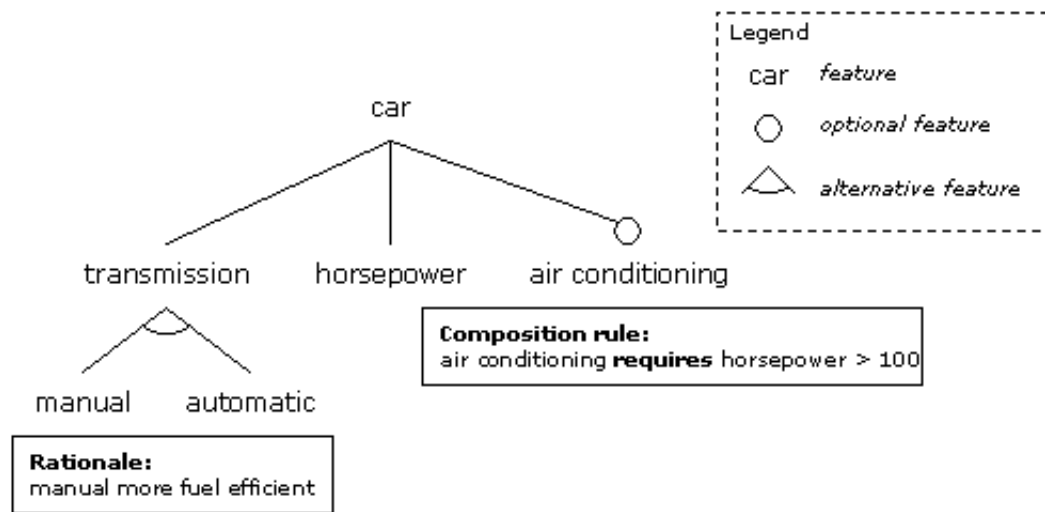 Legend
car feature
optional feature
alternative feature
car
transmission horsepower air conditioning
Composition rule:
air conditioning requires horsepower > 100
manual automatic
Rationale:
manual more fuel efficient